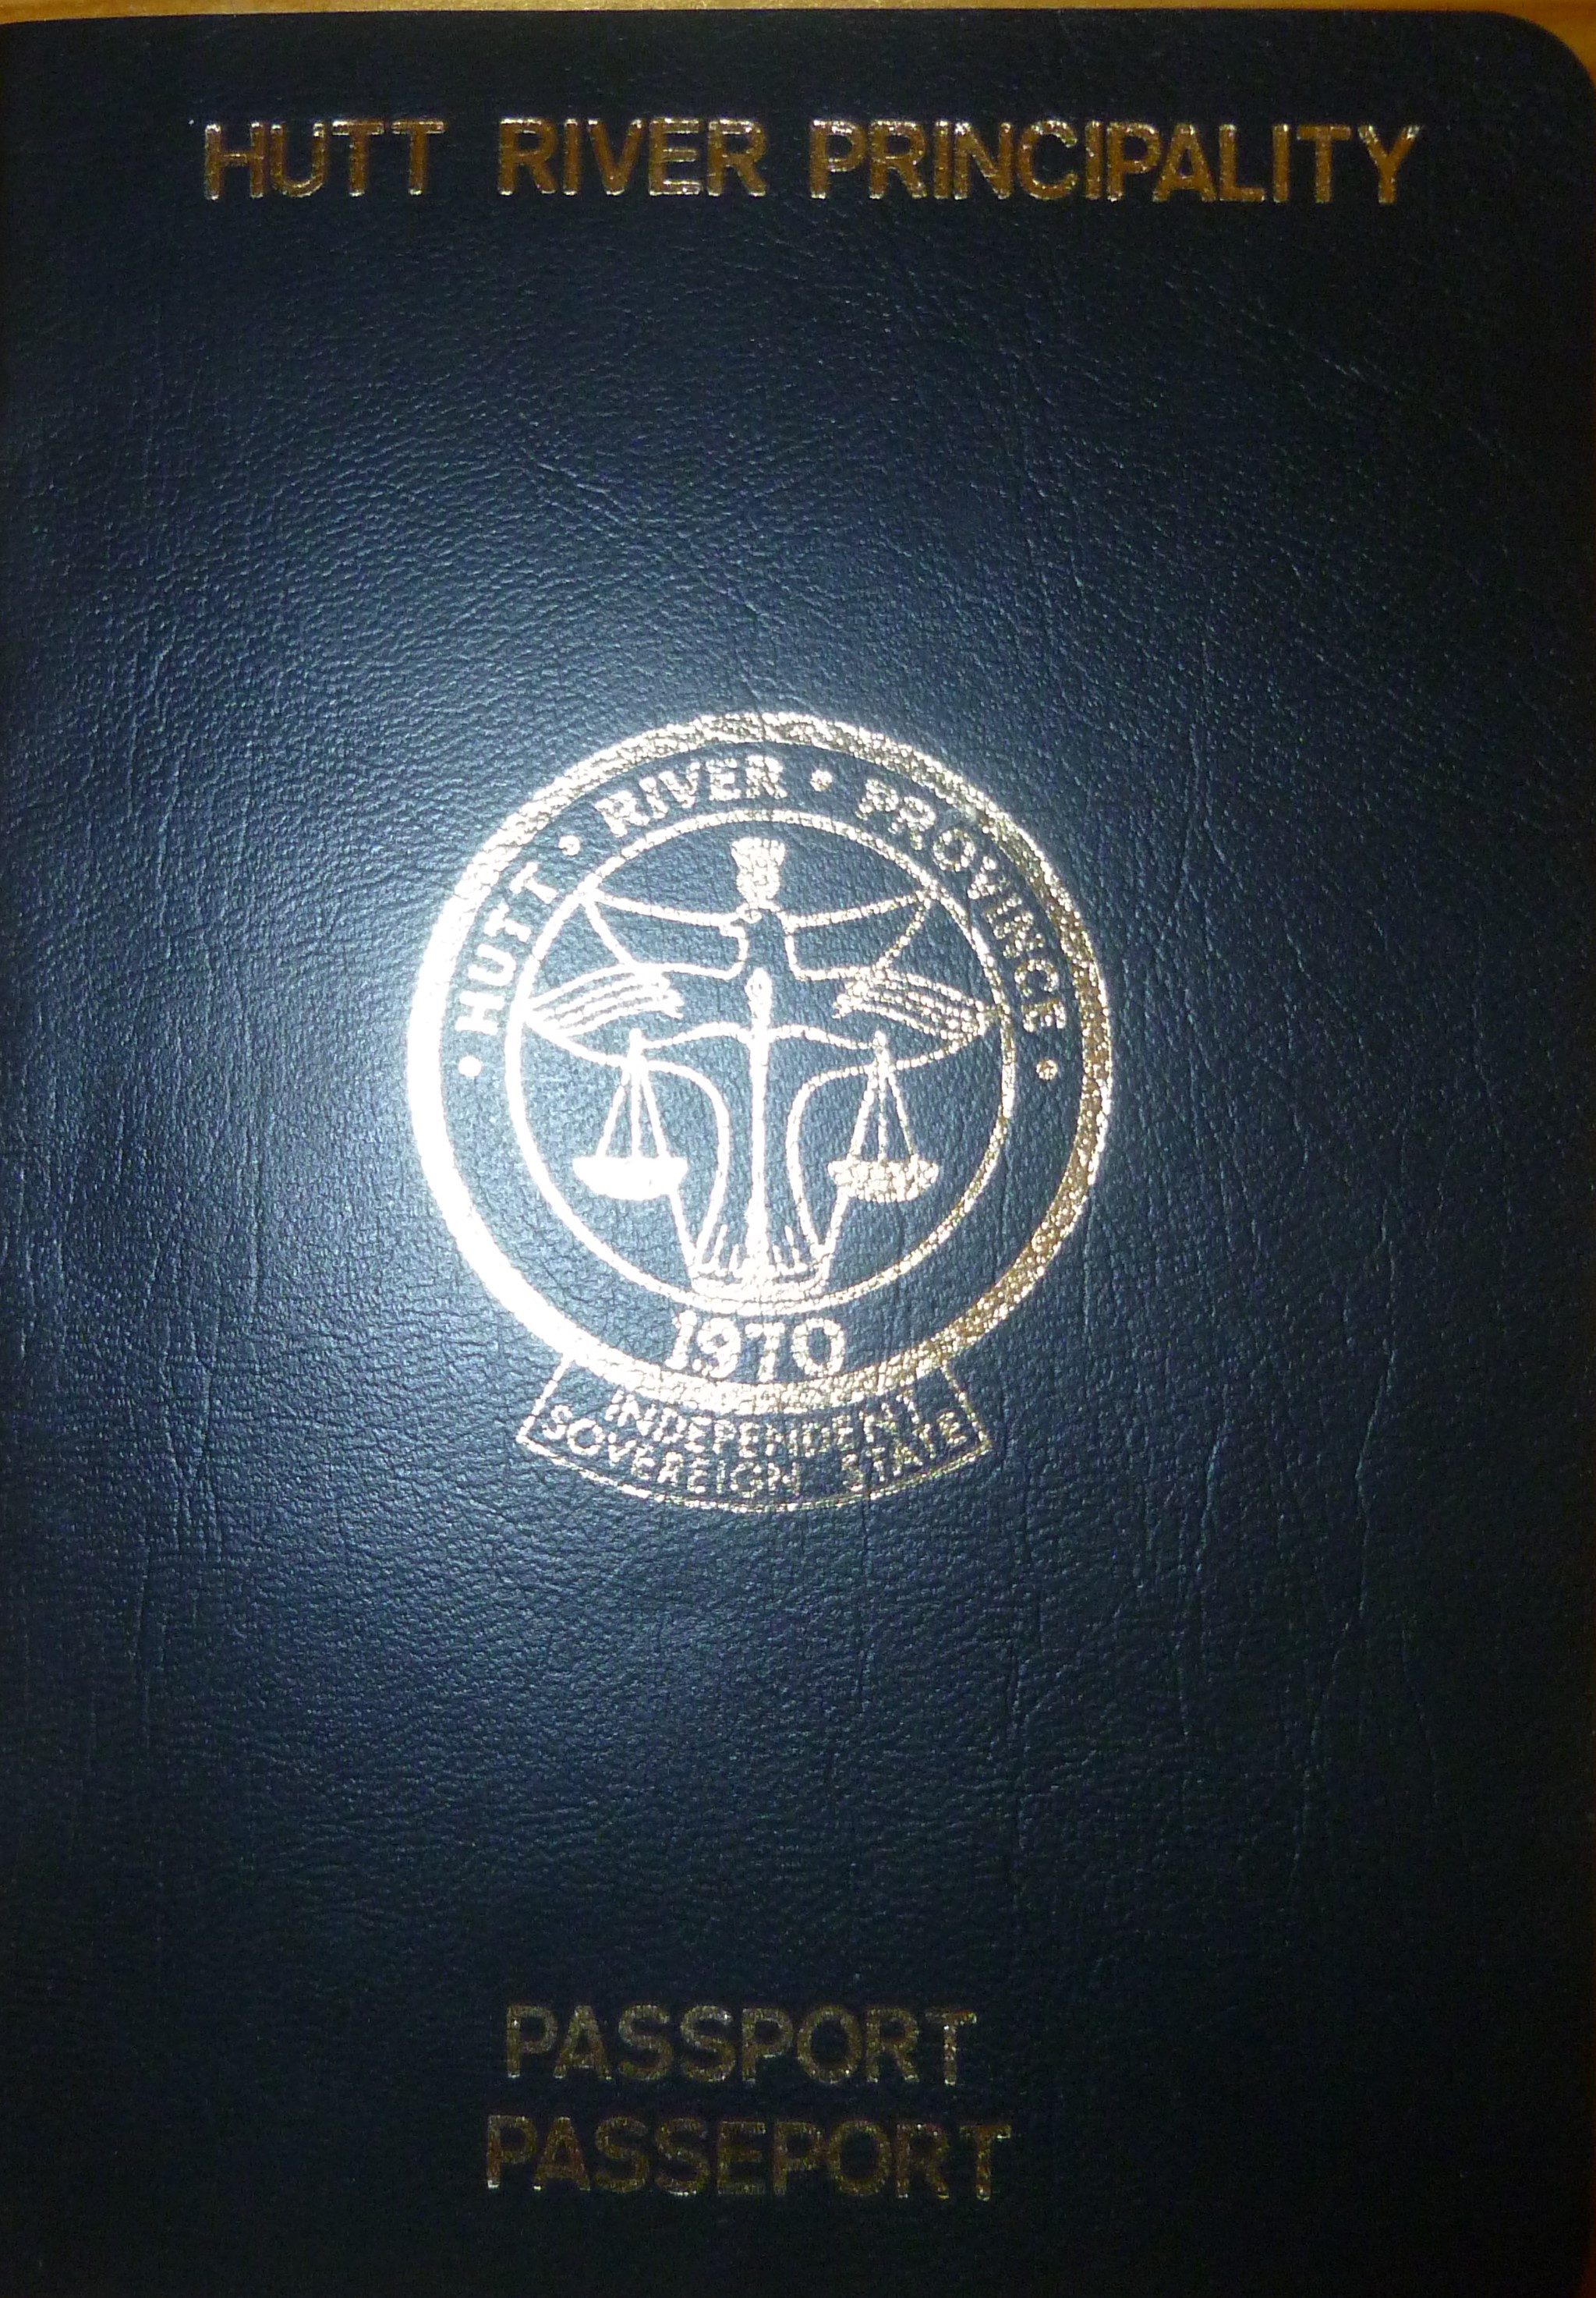 HUTT RIVER PRINCIPALITY
• HUTT • RIVER • PROVINCE •
1970
INDEPENDENT
SOVEREIGN STATE
PASSPORT
PASSEPORT